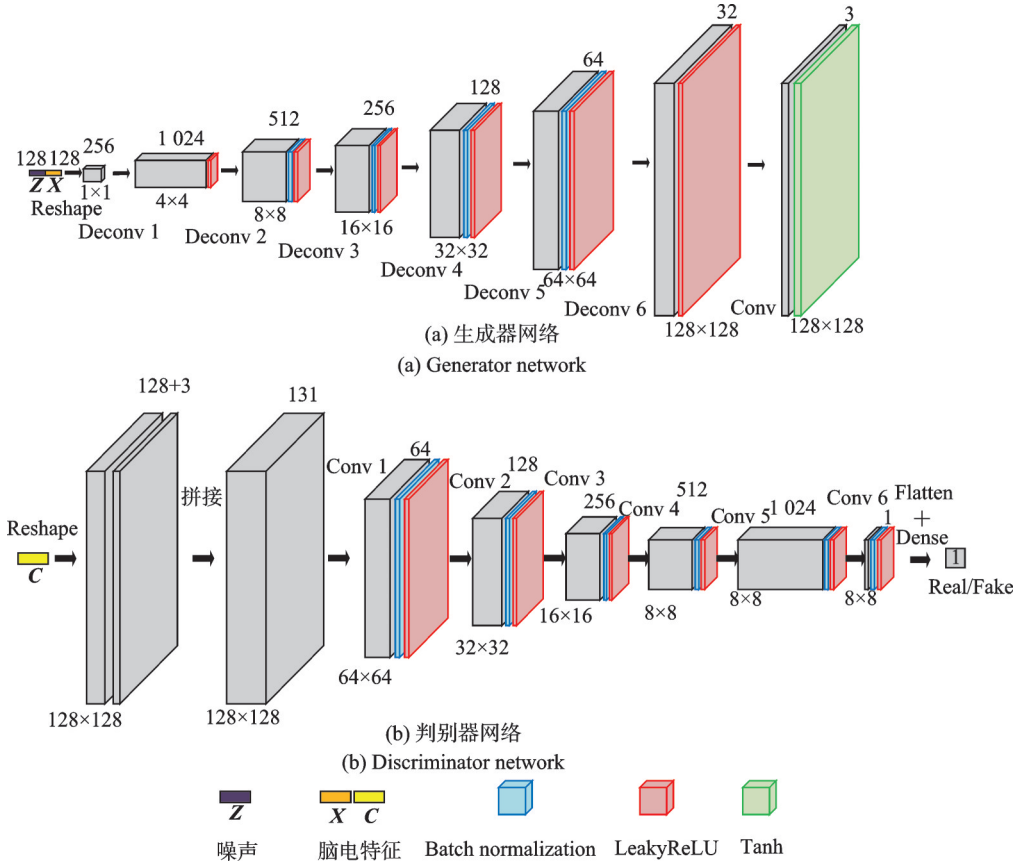 128 128 256 1 024 512 256 128 64 32 3
Z X
Reshape
1×1 4×4 8×8 16×16 32×32 64×64 128×128 128×128
Deconv 1 Deconv 2 Deconv 3 Deconv 4 Deconv 5 Deconv 6 Conv
(a) 生成器网络
(a) Generator network
128+3 131 64 128 256 512 1 024 1
Reshape 拼接 Conv 1 Conv 2 Conv 3 Conv 4 Conv 5 Conv 6 Flatten
+
Dense
C
1
Real/Fake
128×128 128×128 64×64 32×32 16×16 8×8 8×8 8×8
(b) 判别器网络
(b) Discriminator network
Z X C
噪声 脑电特征 Batch normalization LeakyReLU Tanh